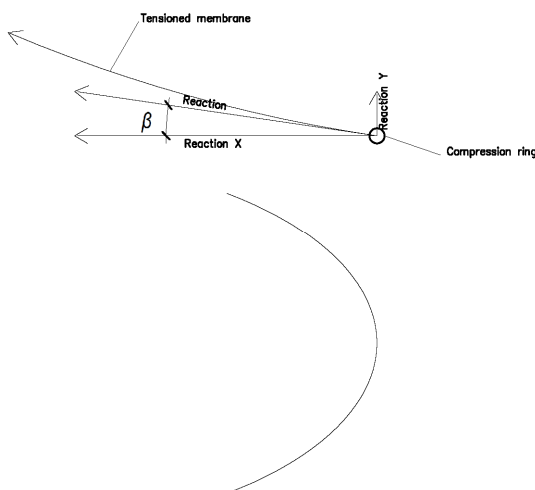 Tensioned membrane
Reaction Y
Reaction
β
Reaction X
Compression ring